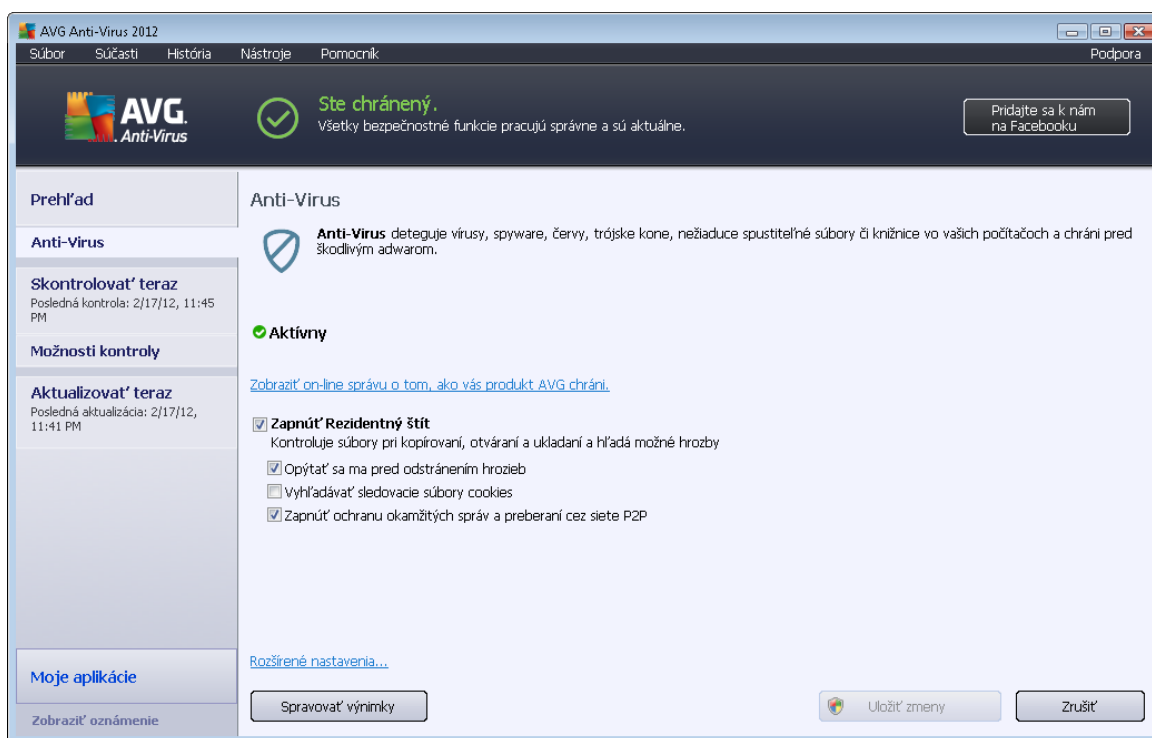 AVG Anti-Virus 2012
Súbor Súčasti História Nástroje Pomocník Podpora
AVG.
Anti-Virus
Ste chránený.
Všetky bezpečnostné funkcie pracujú správne a sú aktuálne.
Pridajte sa k nám
na Facebooku
Prehľad
Anti-Virus
Skontrolovať teraz
Posledná kontrola: 2/17/12, 11:45
PM
Možnosti kontroly
Aktualizovať teraz
Posledná aktualizácia: 2/17/12,
11:41 PM
Moje aplikácie
Zobraziť oznámenie
Anti-Virus
Anti-Virus deteguje vírusy, spyware, červy, trójske kone, nežiaduce spustiteľné súbory či knižnice vo vašich počítačoch a chráni pred
škodlivým adwarom.
Aktívny
Zobraziť on-line správu o tom, ako vás produkt AVG chráni.
Zapnúť Rezidentný štít
Kontroluje súbory pri kopírovaní, otváraní a ukladaní a hľadá možné hrozby
Opýtať sa ma pred odstránením hrozieb
Vyhľadávať sledovacie súbory cookies
Zapnúť ochranu okamžitých správ a preberaní cez siete P2P
Rozšírené nastavenia...
Spravovať výnimky
Uložiť zmeny
Zrušiť